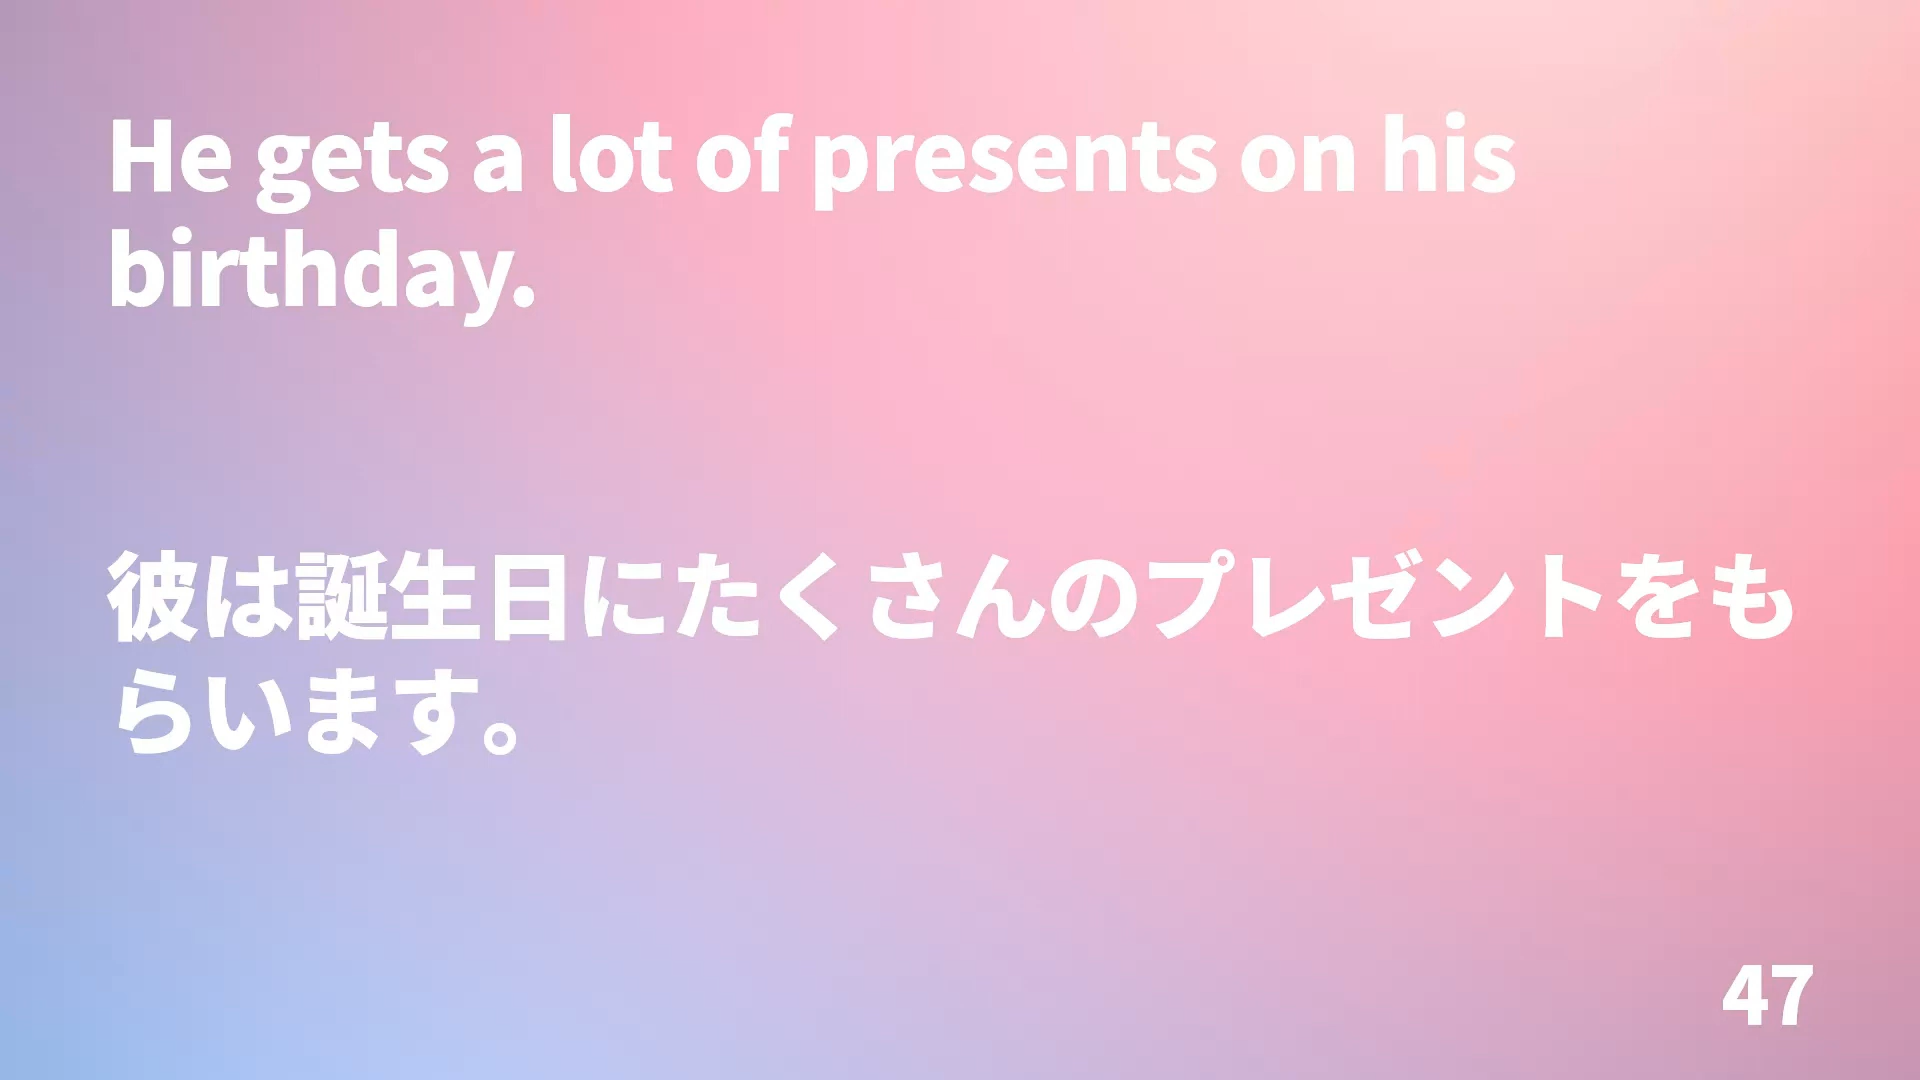 He gets a lot of presents on his
birthday.
彼は誕生日にたくさんのプレゼントをも
らいます。
47